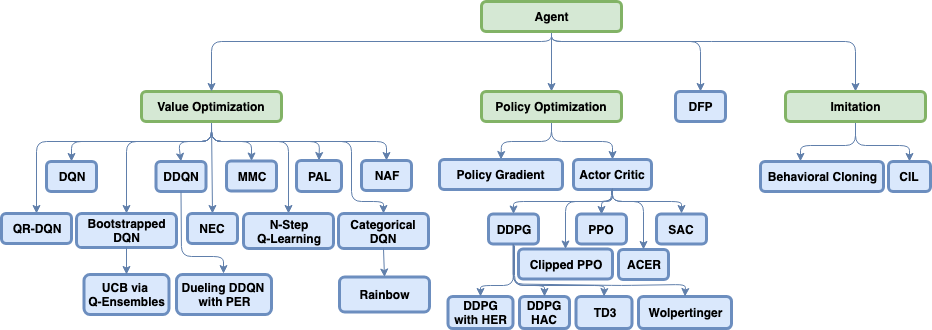 Agent
Value Optimization
Policy Optimization
DFP
Imitation
DQN
DDQN
MMC
PAL
NAF
Policy Gradient
Actor Critic
Behavioral Cloning
CIL
QR-DQN
Bootstrapped
DQN
NEC
N-Step
Q-Learning
Categorical
DQN
DDPG
PPO
SAC
Clipped PPO
ACER
UCB via
Q-Ensembles
Dueling DDQN
with PER
Rainbow
DDPG
with HER
DDPG
HAC
TD3
Wolpertinger